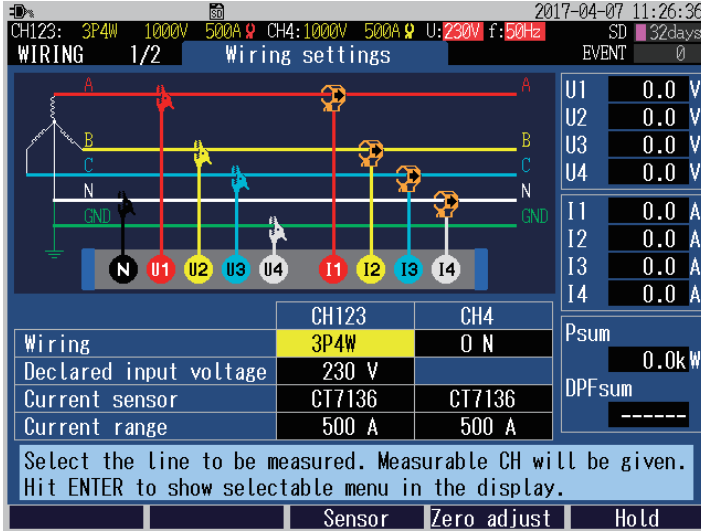 SD 2017-04-07 11:26:36
CH123: 3P4W 1000V 500A CH4:1000V 500A U:230V f:50Hz SD 32days
WIRING 1/2 Wiring settings EVENT 0
A A
B B
C C
N N
GND GND
N U1 U2 U3 U4 I1 I2 I3 I4
U1 0.0 V
U2 0.0 V
U3 0.0 V
U4 0.0 V
I1 0.0 A
I2 0.0 A
I3 0.0 A
I4 0.0 A
Psum
0.0kW
DPFsum
------
CH123 CH4
Wiring 3P4W ON
Declared input voltage 230 V
Current sensor CT7136 CT7136
Current range 500 A 500 A
Select the line to be measured. Measurable CH will be given.
Hit ENTER to show selectable menu in the display.
Sensor Zero adjust Hold